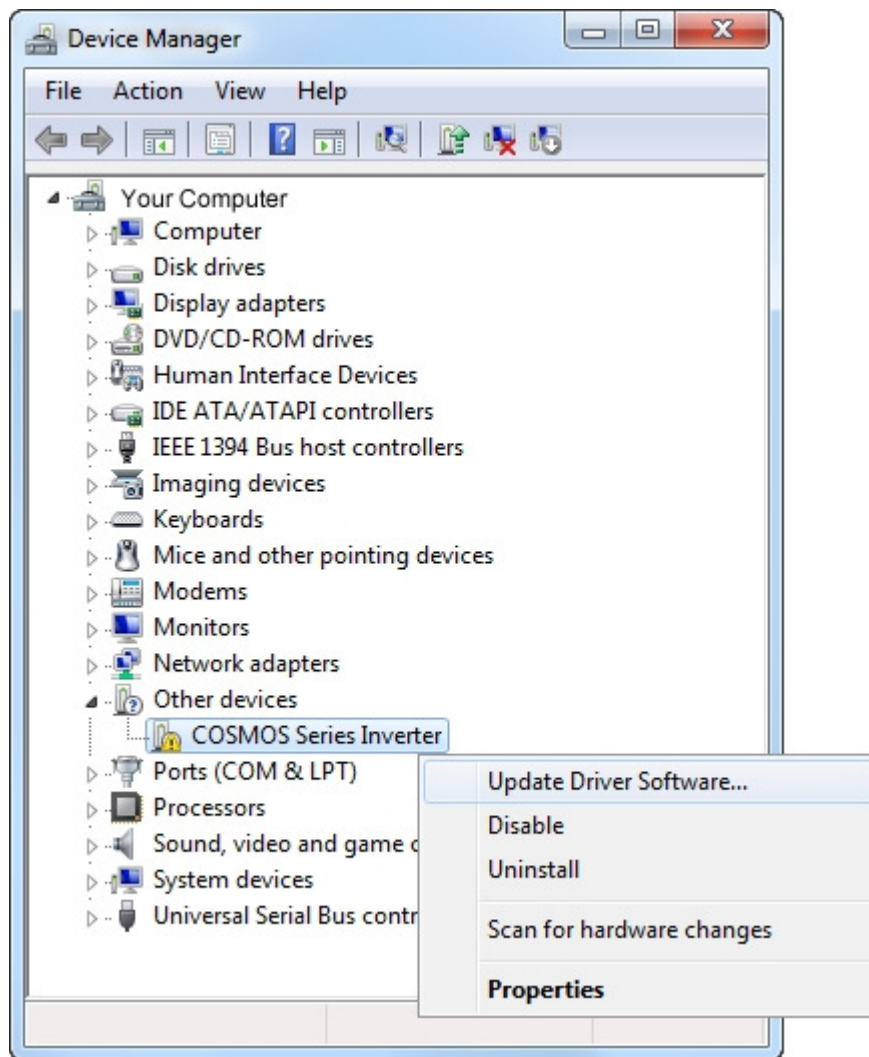 Device Manager
File Action View Help
Your Computer
Computer
Disk drives
Display adapters
DVD/CD-ROM drives
Human Interface Devices
IDE ATA/ATAPI controllers
IEEE 1394 Bus host controllers
Imaging devices
Keyboards
Mice and other pointing devices
Modems
Monitors
Network adapters
Other devices
COSMOS Series Inverter
Ports (COM & LPT)
Processors
Sound, video and game c
System devices
Universal Serial Bus contr
Update Driver Software...
Disable
Uninstall
Scan for hardware changes
Properties